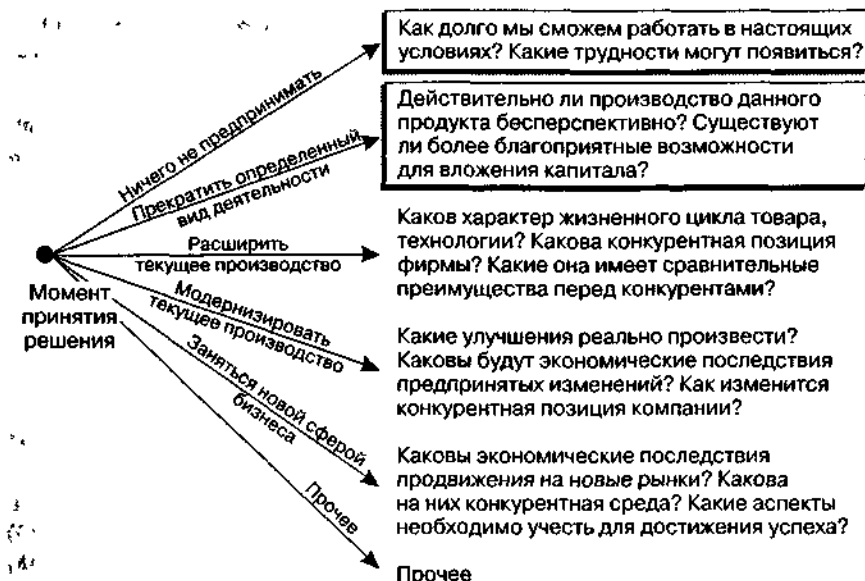 Ничего не предпринимать
Как долго мы сможем работать в настоящих
условиях? Какие трудности могут появиться?
Прекратить определенный
вид деятельности
Действительно ли производство данного
продукта бесперспективно? Существуют
ли более благоприятные возможности
для вложения капитала?
Расширить
текущее производство
Каков характер жизненного цикла товара,
технологии? Какова конкурентная позиция
фирмы? Какие она имеет сравнительные
преимущества перед конкурентами?
Момент
принятия
решения
Модернизировать
текущее производство
Какие улучшения реально произвести?
Каковы будут экономические последствия
предпринятых изменений? Как изменится
конкурентная позиция компании?
Заняться новой сферой
бизнеса
Каковы экономические последствия
продвижения на новые рынки? Какова
на них конкурентная среда? Какие аспекты
необходимо учесть для достижения успеха?
Прочее
Прочее